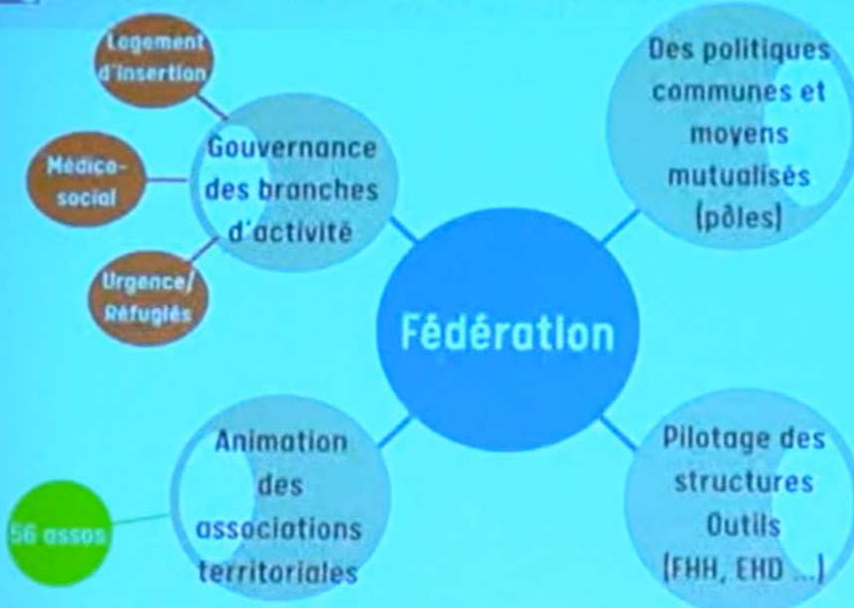 Logement
d'insertion
Médico-
social
Urgence/
Réfugiés
Gouvernance
des branches
d'activité
Des politiques
communes et
moyens
mutualisés
(pôles)
Fédération
Animation
des
associations
territoriales
56 assos
Pilotage des
structures
Outils
(FHH, EHD ...)